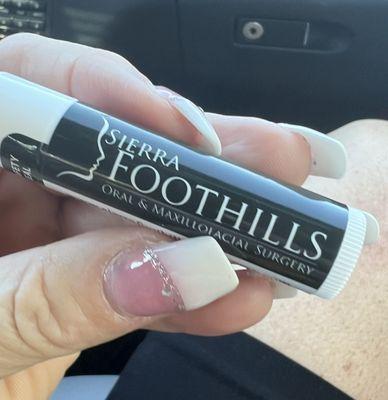 SIERRA
FOOTHILLS
ORAL & MAXILLOFACIAL SURGERY